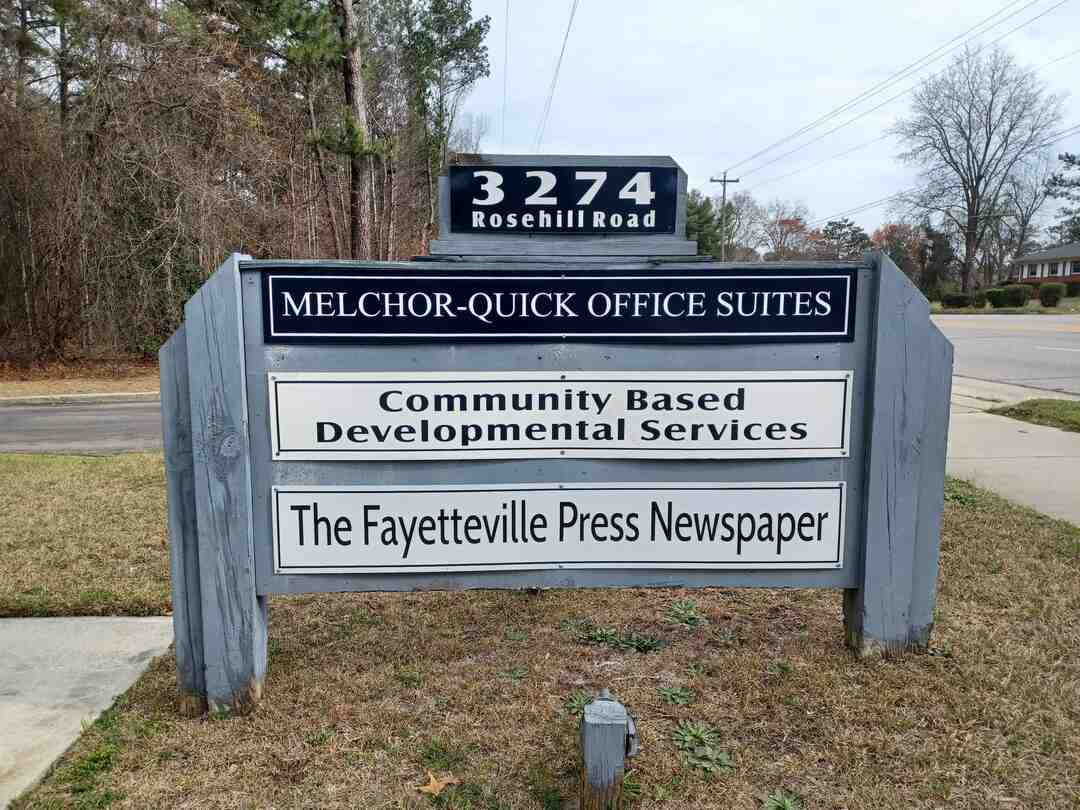 3274
Rosehill Road
MELCHOR-QUICK OFFICE SUITES
Community Based
Developmental Services
The Fayetteville Press Newspaper